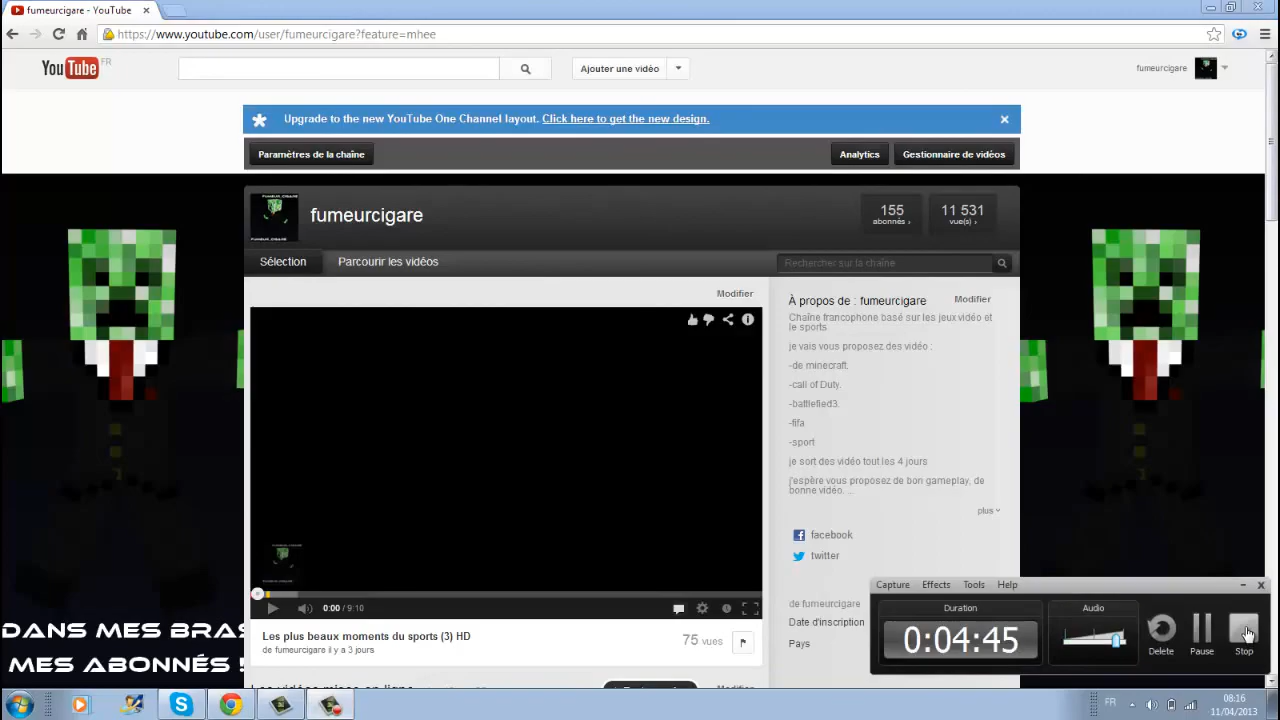 fumeurcigare - YouTube
https://www.youtube.com/user/fumeurcigare?feature=mhee
YouTube FR
Ajouter une vidéo
fumeurcigare
Upgrade to the new YouTube One Channel layout. Click here to get the new design.
Paramètres de la chaîne
Analytics
Gestionnaire de vidéos
fumeurcigare
155
abonnés ›
11 531
vue(s) ›
Sélection
Parcourir les vidéos
Rechercher sur la chaîne
Modifier
À propos de : fumeurcigare
Modifier
Chaîne francophone basé sur les jeux vidéo et
le sports
je vais vous proposez des vidéo :
-de minecraft.
-call of Duty.
-battlefied3.
-fifa
-sport
je sort des vidéo tout les 4 jours
j'espère vous proposez de bon gameplay, de
bonne vidéo. ...
plus
facebook
twitter
de fumeurcigare
Date d'inscription
Pays
0:00 / 9:10
Les plus beaux moments du sports (3) HD
de fumeurcigare il y a 3 jours
75 vues
Modifier
DANS MES BRAS
MES ABONNÉS !
Capture
Effects
Tools
Help
Duration
0:04:45
Audio
Delete
Pause
Stop
FR
08:16
11/04/2013